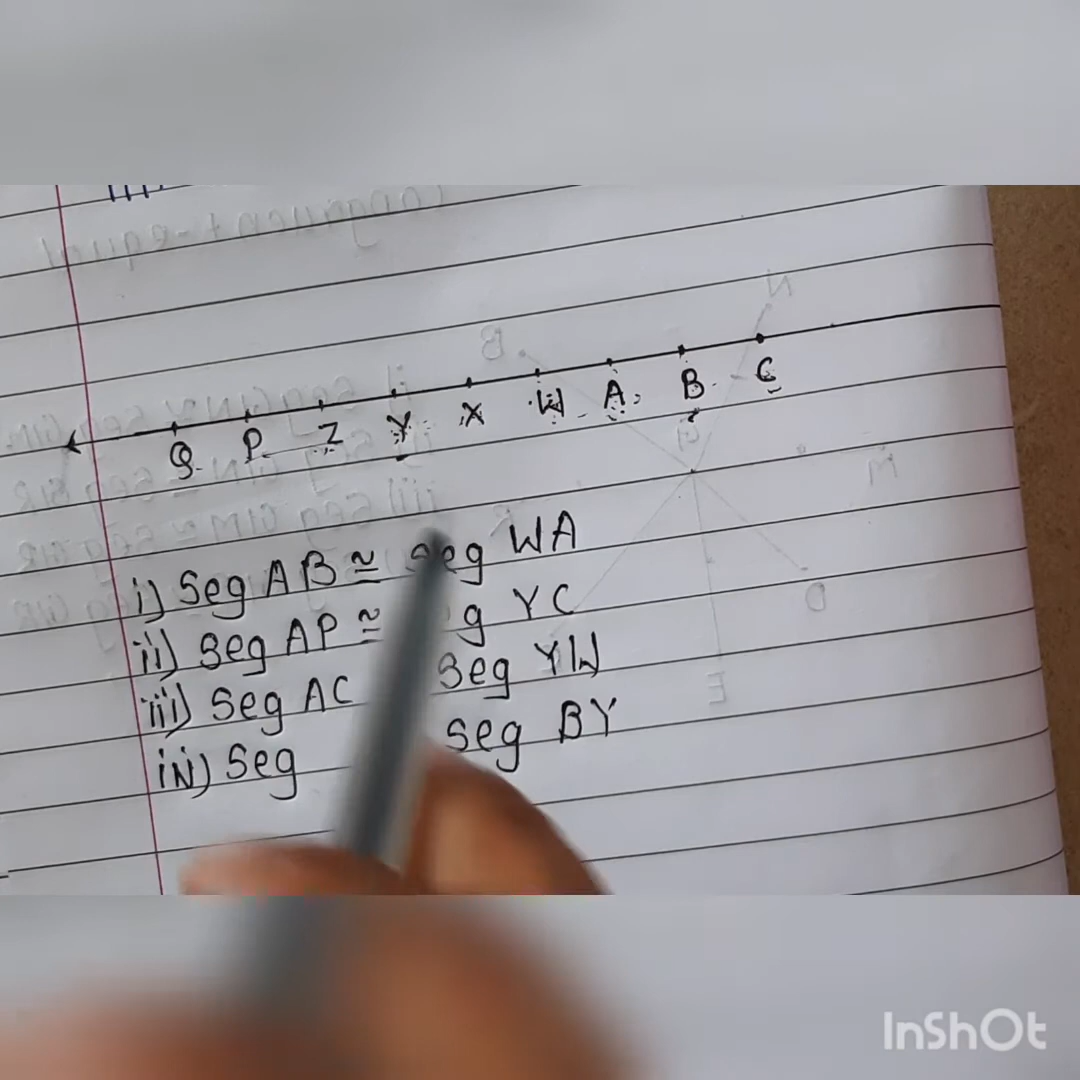 Q P Z Y X W A B C
i) Seg AB ≅ seg WA
ii) Seg AP ≅ g YC
iii) Seg AC Seg YW
iv) Seg Seg BY
InShOt